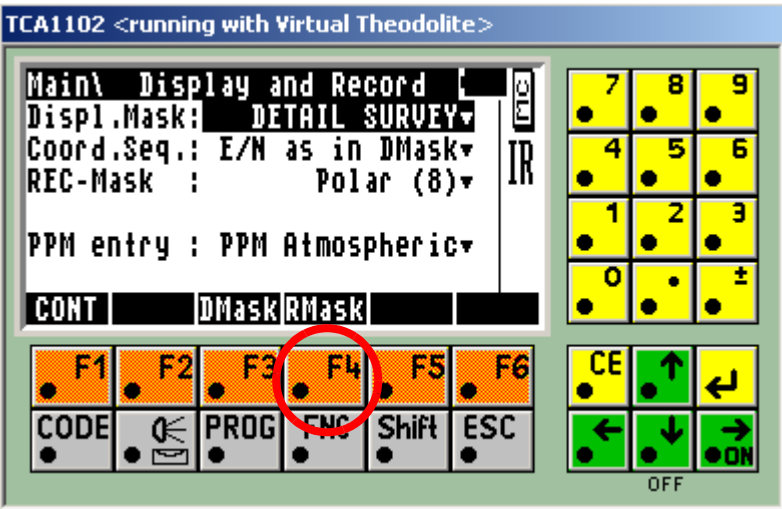 TCA1102 <running with Virtual Theodolite>
Main\ Display and Record
Displ.Mask: DETAIL SURVEY▾
Coord.Seq.: E/N as in DMask▾
REC-Mask : Polar (8)▾
PPM entry : PPM Atmospheric▾
CONT DMask RMask
IR
F1 F2 F3 F4 F5 F6
CODE PROG FNC Shift ESC
7 8 9
4 5 6
1 2 3
0 . ±
CE ↑ ↵
← ↓ → ON
OFF